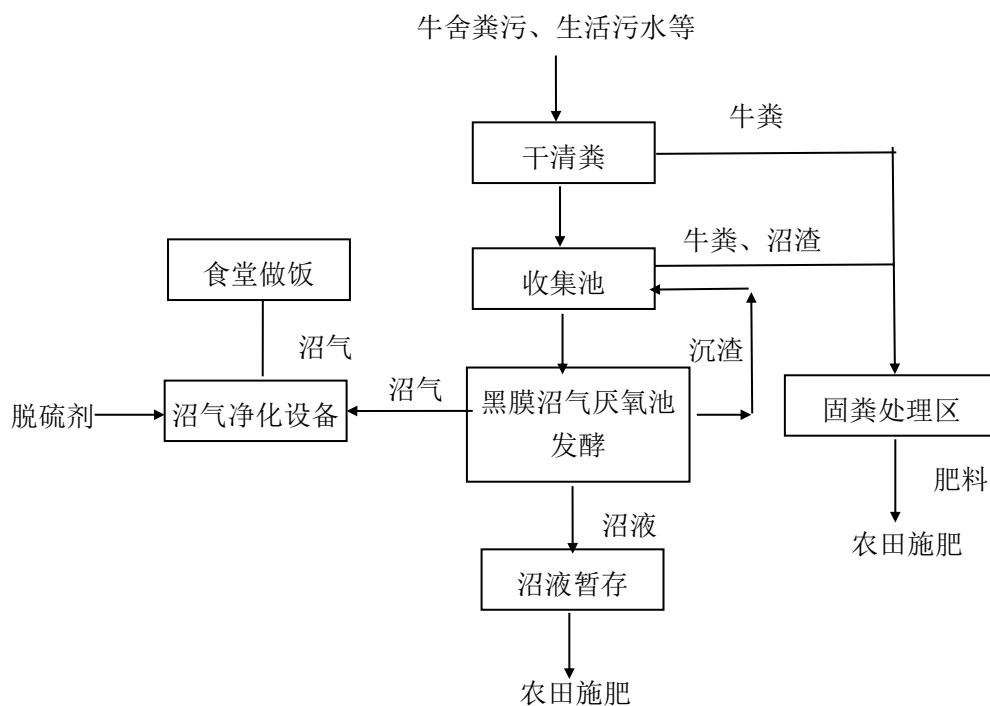 牛舍粪污、生活污水等
牛粪
干清粪
牛粪、沼渣
食堂做饭
收集池
沼气
沉渣
沼气
脱硫剂
沼气净化设备
黑膜沼气厌氧池
发酵
固粪处理区
肥料
沼液
农田施肥
沼液暂存
农田施肥